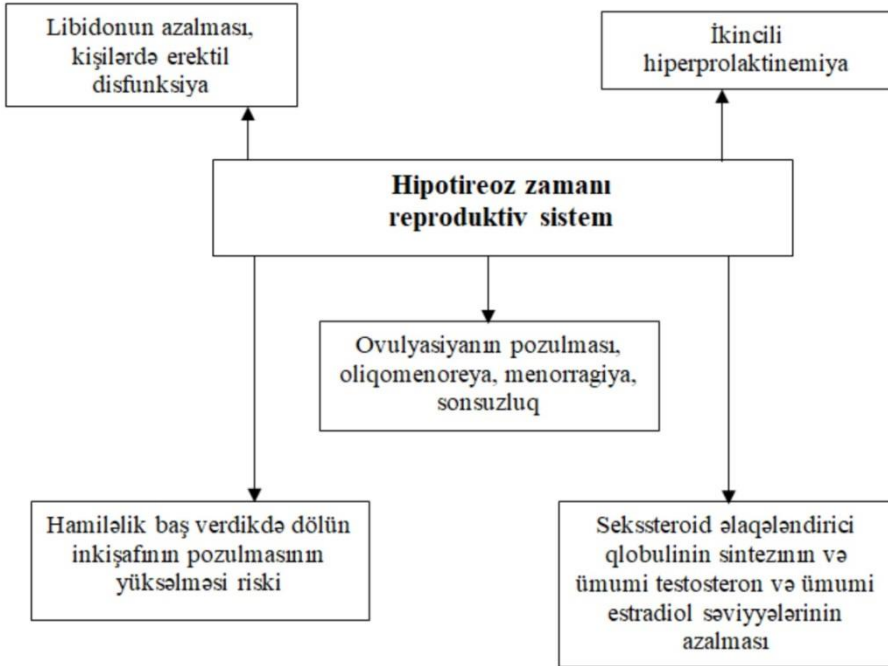 Libidonun azalması,
kişilərdə erektil
disfunksiya
İkincili
hiperprolaktinemiya
Hipotireoz zamanı
reproduktiv sistem
Ovulyasiyanın pozulması,
oliqomenoreya, menorragiya,
sonsuzluq
Hamiləlik baş verdikdə dölün
inkişafının pozulmasının
yüksəlməsi riski
Sekssteroid əlaqələndirici
qlobulinin sintezının və
ümumi testosteron və ümumi
estradiol səviyyələrinin
azalması